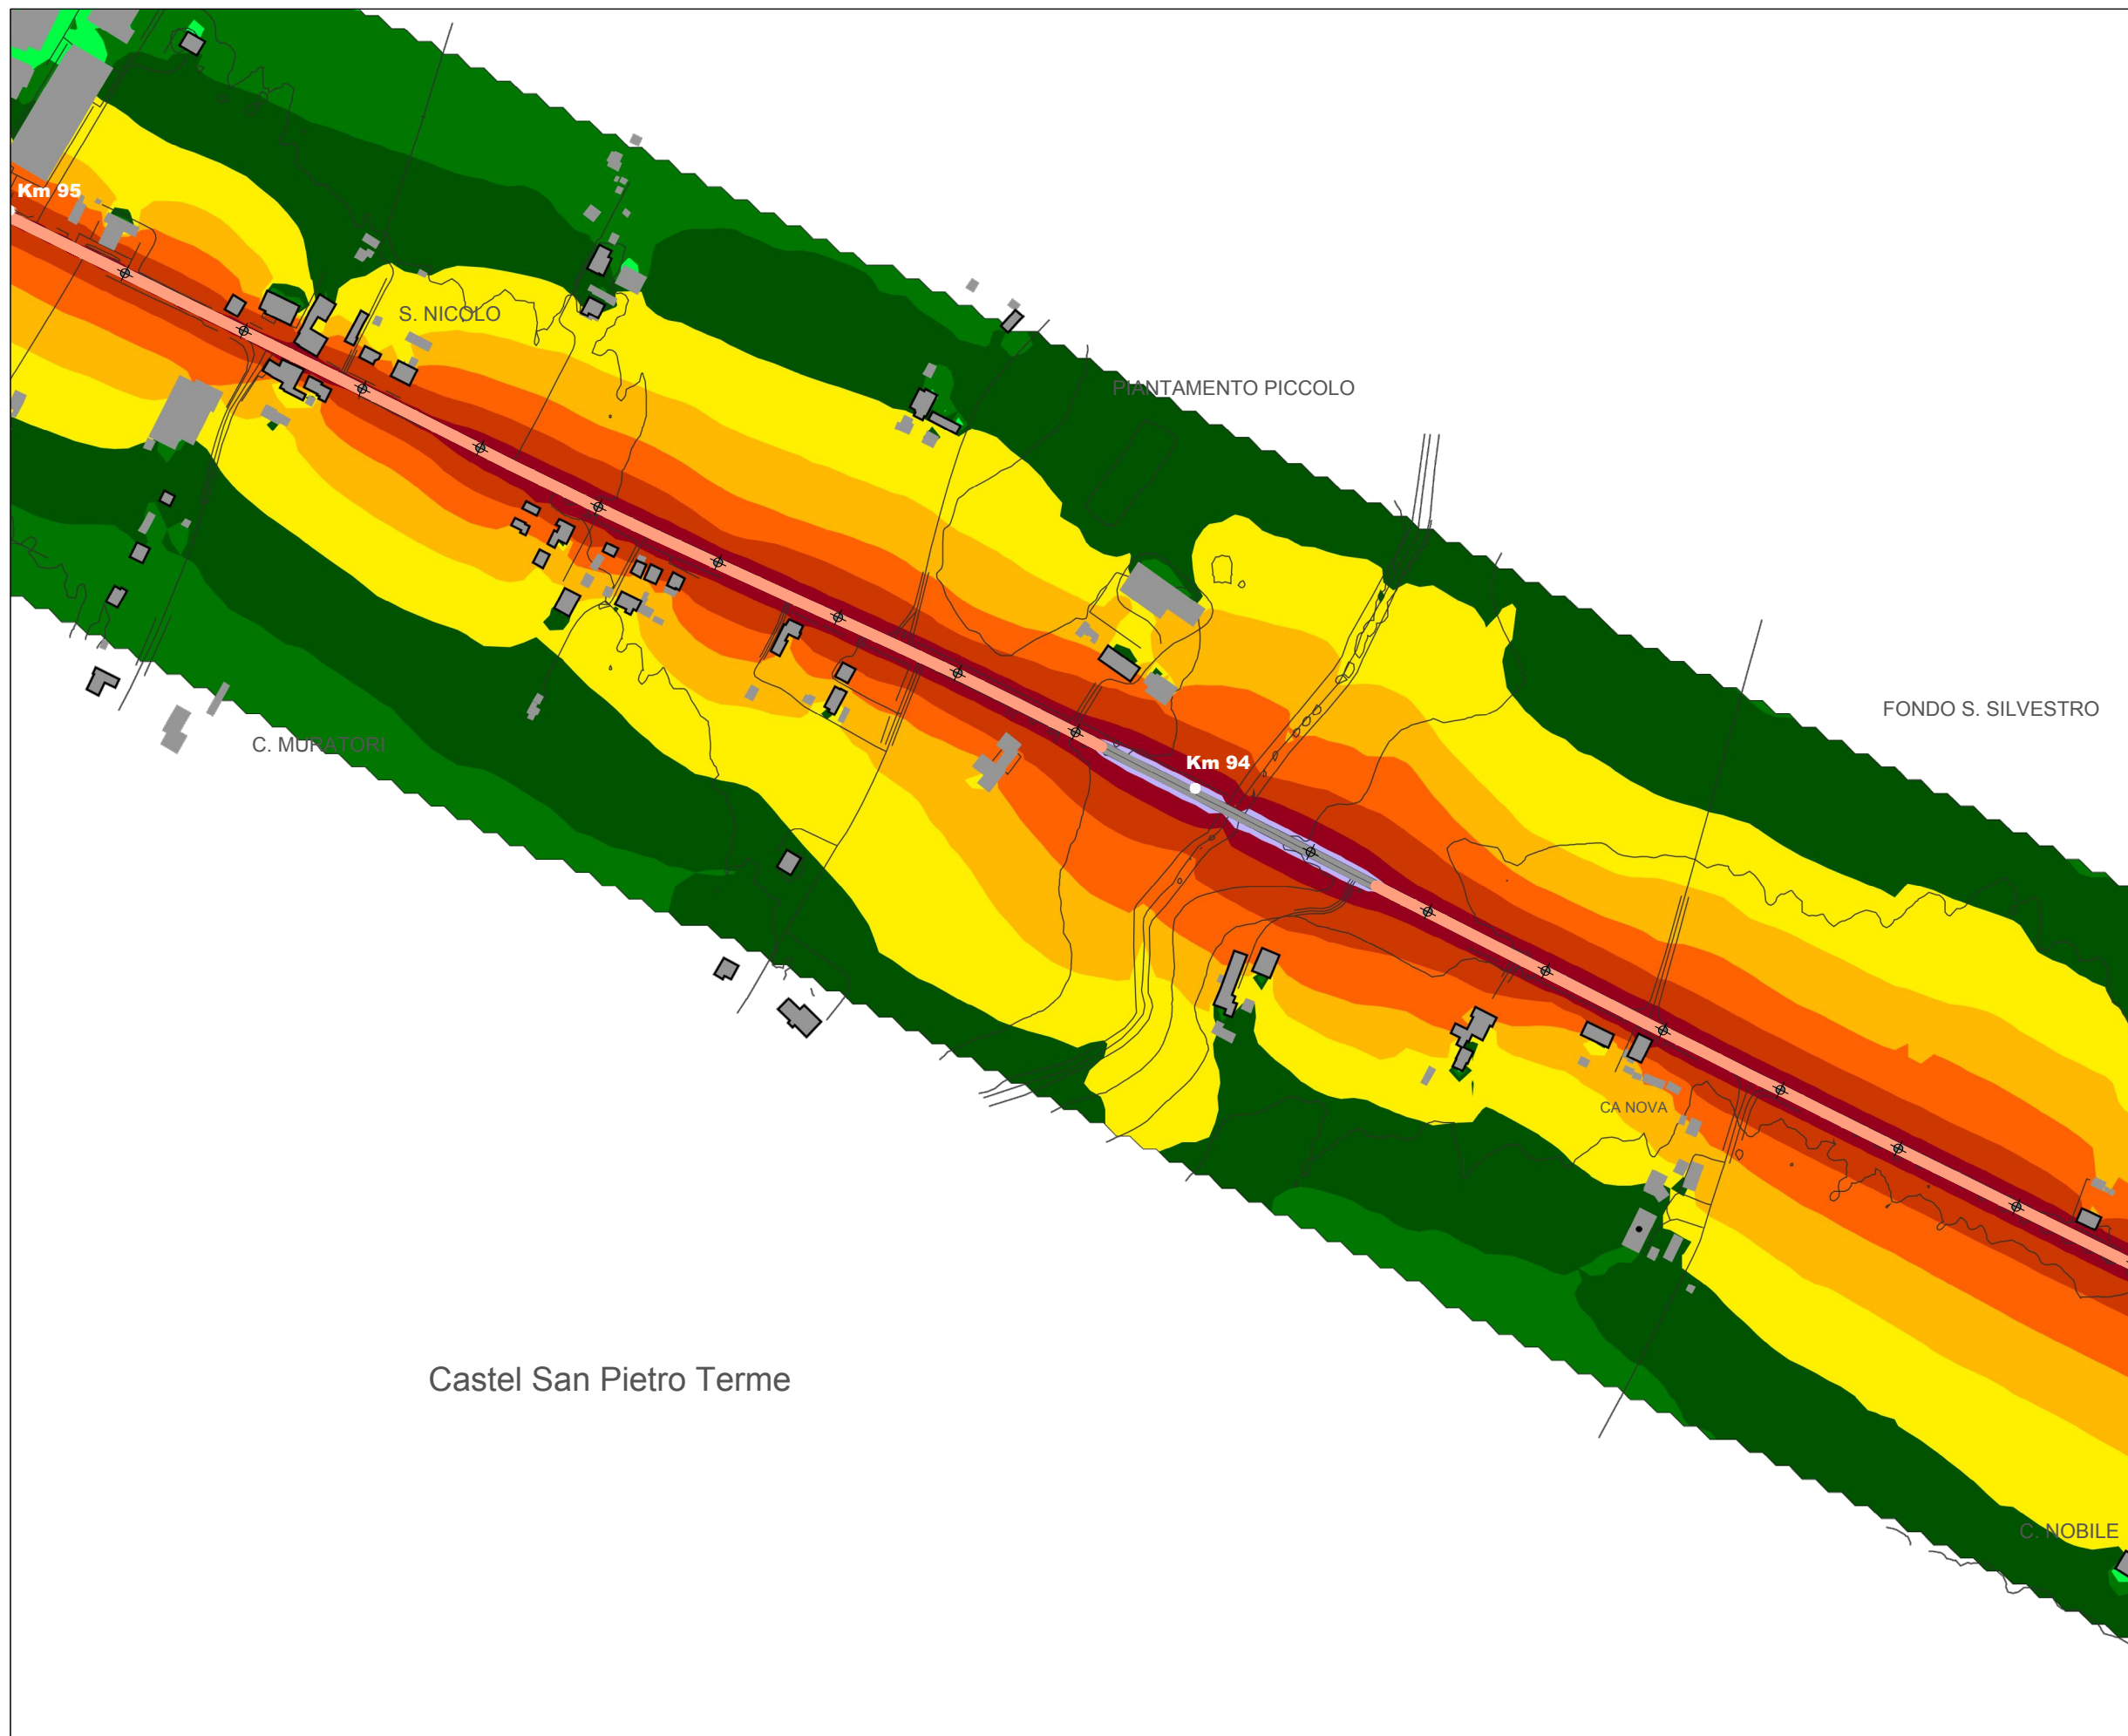 Km 95
S. NICOLO
PIANTAMENTO PICCOLO
FONDO S. SILVESTRO
C. MURATORI
Km 94
CA NOVA
Castel San Pietro Terme
C. NOBILE